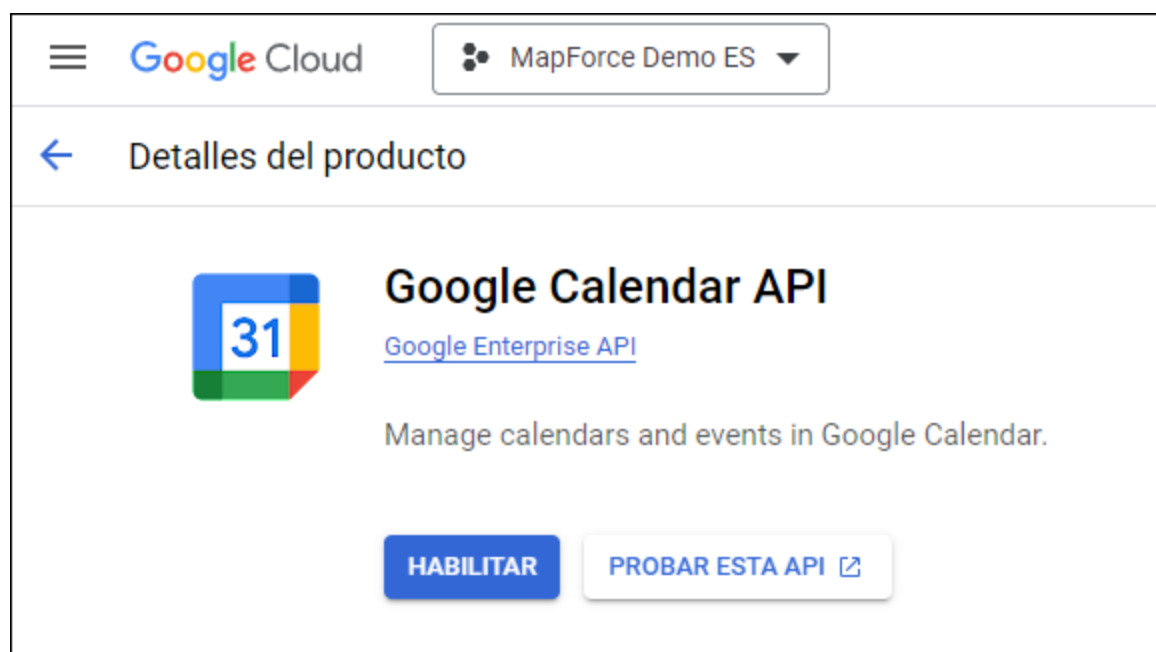 Google Cloud MapForce Demo ES
Detalles del producto
31
Google Calendar API
Google Enterprise API
Manage calendars and events in Google Calendar.
HABILITAR PROBAR ESTA API